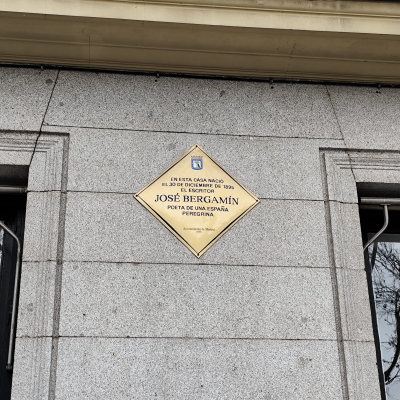 EN ESTA CASA NACIÓ
EL 30 DE DICIEMBRE DE 1895
EL ESCRITOR
JOSÉ BERGAMÍN
POETA DE UNA ESPAÑA
PEREGRINA